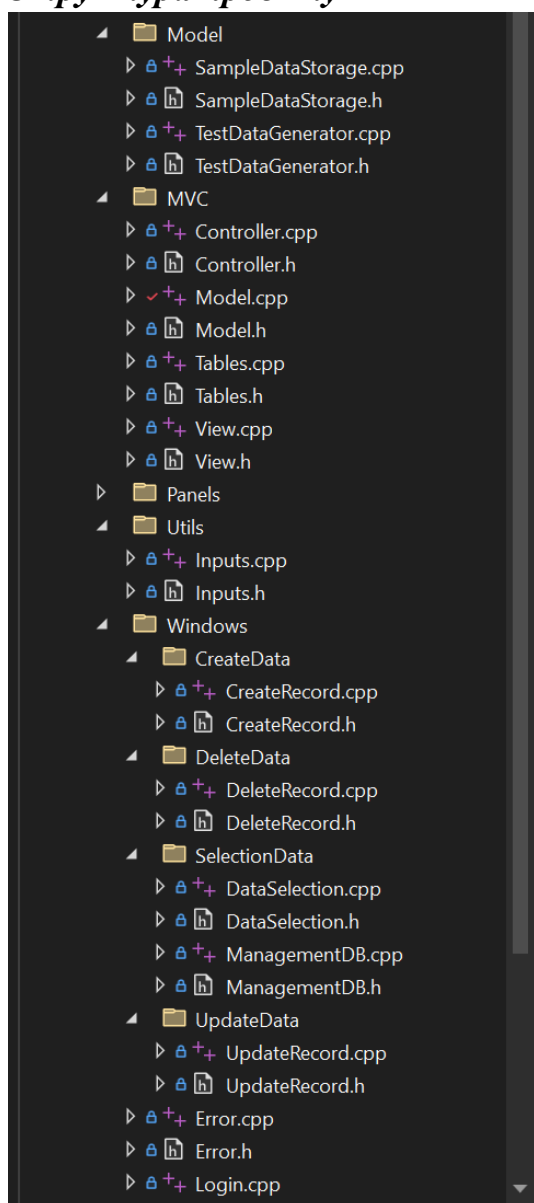 Model
SampleDataStorage.cpp
SampleDataStorage.h
TestDataGenerator.cpp
TestDataGenerator.h
MVC
Controller.cpp
Controller.h
Model.cpp
Model.h
Tables.cpp
Tables.h
View.cpp
View.h
Panels
Utils
Inputs.cpp
Inputs.h
Windows
CreateData
CreateRecord.cpp
CreateRecord.h
DeleteData
DeleteRecord.cpp
DeleteRecord.h
SelectionData
DataSelection.cpp
DataSelection.h
ManagementDB.cpp
ManagementDB.h
UpdateData
UpdateRecord.cpp
UpdateRecord.h
Error.cpp
Error.h
Login.cpp